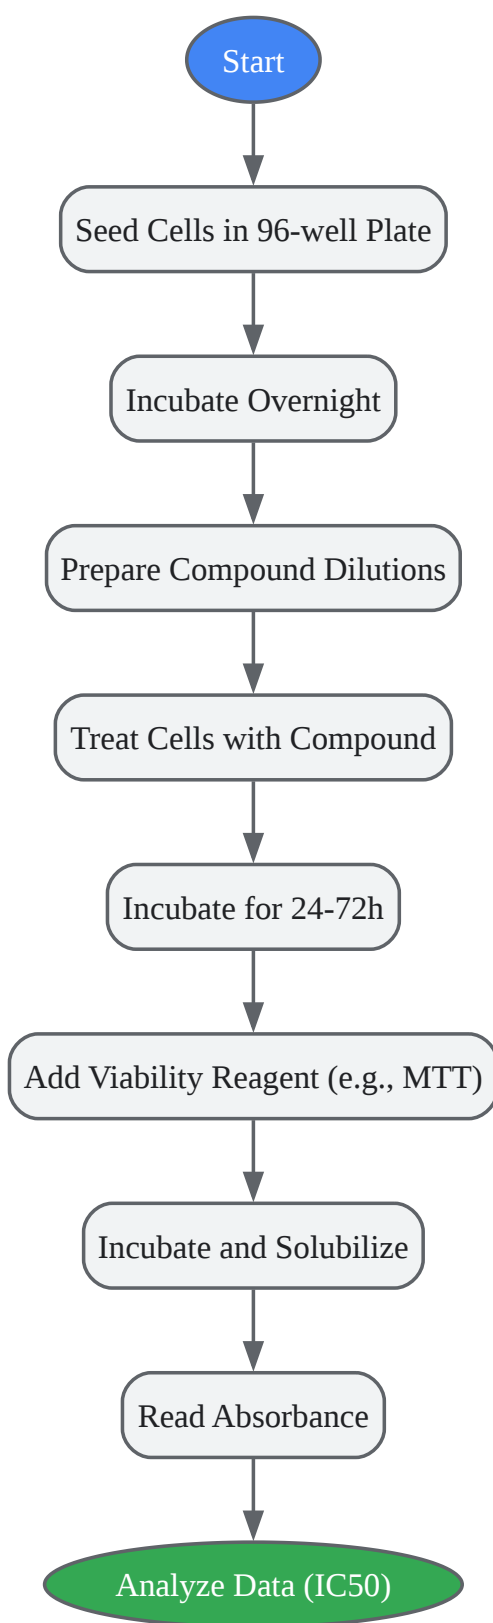 Start
Seed Cells in 96-well Plate
Incubate Overnight
Prepare Compound Dilutions
Treat Cells with Compound
Incubate for 24-72h
Add Viability Reagent (e.g., MTT)
Incubate and Solubilize
Read Absorbance
Analyze Data (IC50)